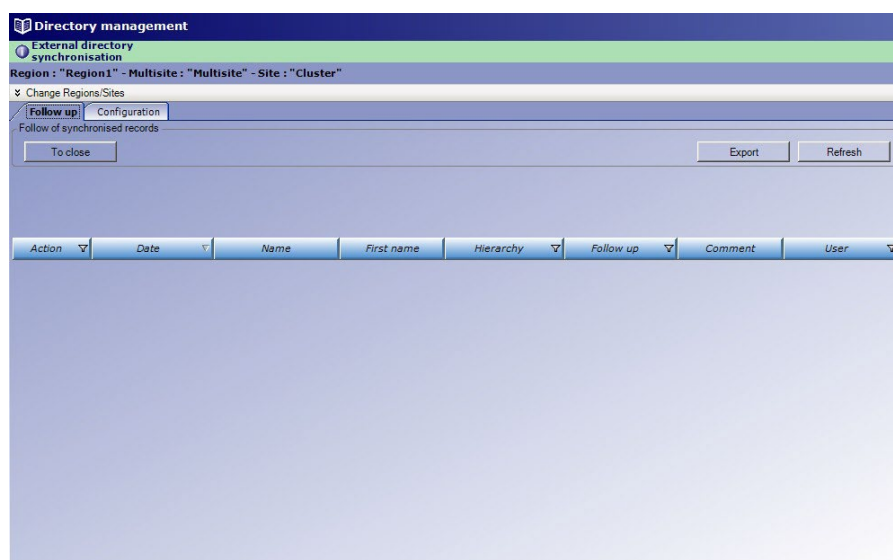 Directory management
External directory
synchronisation
Region : "Region1" - Multisite : "Multisite" - Site : "Cluster"
Change Regions/Sites
Follow up Configuration
Follow of synchronised records
To close Export Refresh
Action Date Name First name Hierarchy Follow up Comment User